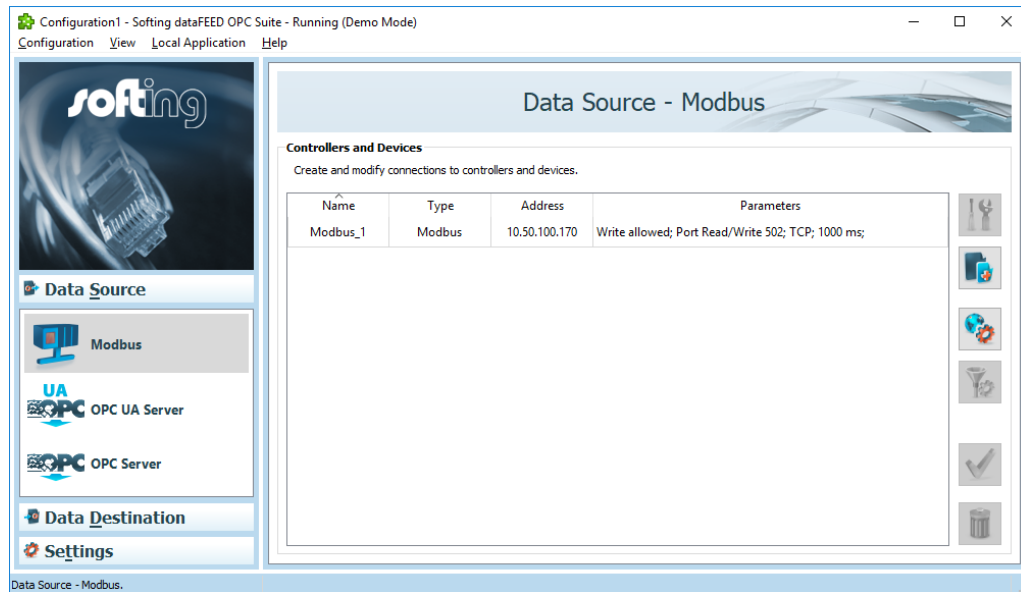 Configuration1 - Softing dataFEED OPC Suite - Running (Demo Mode)
Configuration View Local Application Help
softing
Data Source - Modbus
Controllers and Devices
Create and modify connections to controllers and devices.
Name Type Address Parameters
Modbus_1 Modbus 10.50.100.170 Write allowed; Port Read/Write 502; TCP; 1000 ms;
Data Source
Modbus
UA
OPC OPC UA Server
OPC OPC Server
Data Destination
Settings
Data Source - Modbus.